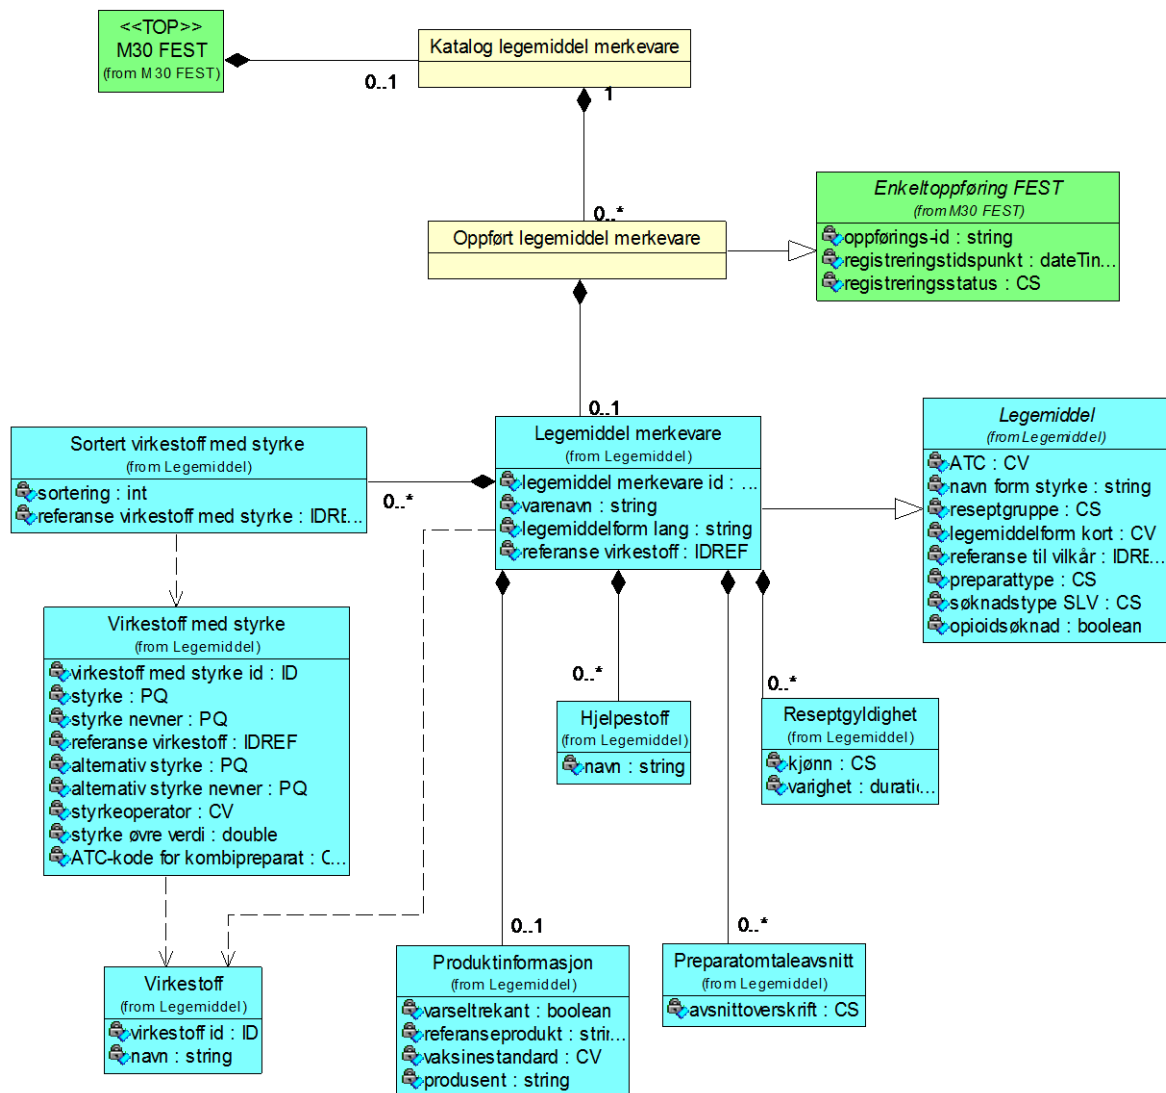 <<TOP>>
M30 FEST
(from M30 FEST)
0..1
Katalog legemiddel merkevare
1
0..*
Oppført legemiddel merkevare
Enkeltoppføring FEST
(from M30 FEST)
oppførings-id : string
registreringstidspunkt : dateTin...
registreringsstatus : CS
0..1
Legemiddel merkevare
(from Legemiddel)
legemiddel merkevare id : ...
varenavn : string
legemiddelform lang : string
referanse virkestoff : IDREF
Legemiddel
(from Legemiddel)
ATC : CV
navn form styrke : string
reseptgruppe : CS
legemiddelform kort : CV
referanse til vilkår : IDRE...
preparattype : CS
søknadstype SLV : CS
opioidsøknad : boolean
Sortert virkestoff med styrke
(from Legemiddel)
sortering : int
referanse virkestoff med styrke : IDRE...
0..*
Virkestoff med styrke
(from Legemiddel)
virkestoff med styrke id : ID
styrke : PQ
styrke nevner : PQ
referanse virkestoff : IDREF
alternativ styrke : PQ
alternativ styrke nevner : PQ
styrkeoperator : CV
styrke øvre verdi : double
ATC-kode for kombipreparat : C...
0..*
Hjelpestoff
(from Legemiddel)
navn : string
0..*
Reseptgyldighet
(from Legemiddel)
kjønn : CS
varighet : duratic...
Virkestoff
(from Legemiddel)
virkestoff id : ID
navn : string
0..1
Produktinformasjon
(from Legemiddel)
varseltrekant : boolean
referanseprodukt : strin...
vaksinestandard : CV
produsent : string
0..*
Preparatomtaleavsnitt
(from Legemiddel)
avsnittoverskrift : CS